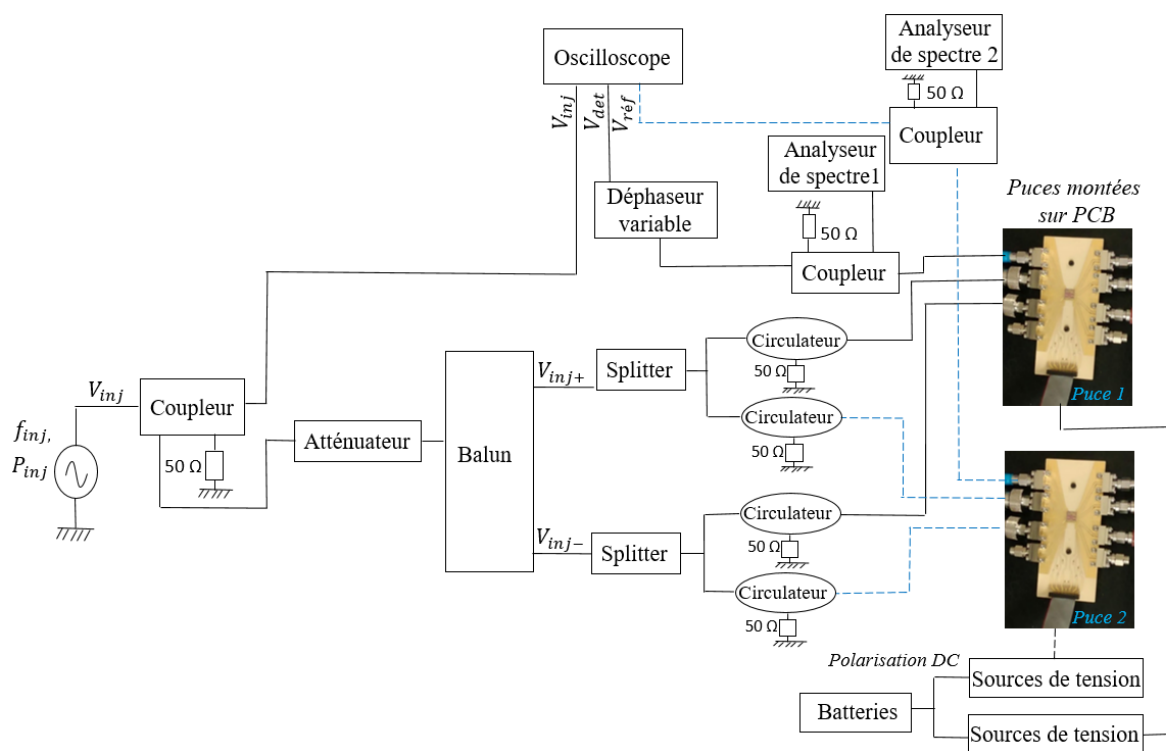 Analyseur
de spectre 2
Oscilloscope
50 Ω
V_inj
V_det
V_réf
Coupleur
Analyseur
de spectre1
Puces montées
sur PCB
Déphaseur
variable
50 Ω
Coupleur
Circulateur
50 Ω
V_inj+
Splitter
V_inj
Coupleur
Puce 1
Circulateur
f_inj,
P_inj
50 Ω
Atténuateur
Balun
50 Ω
Circulateur
50 Ω
V_inj-
Splitter
Circulateur
50 Ω
Puce 2
Polarisation DC
Sources de tension
Batteries
Sources de tension